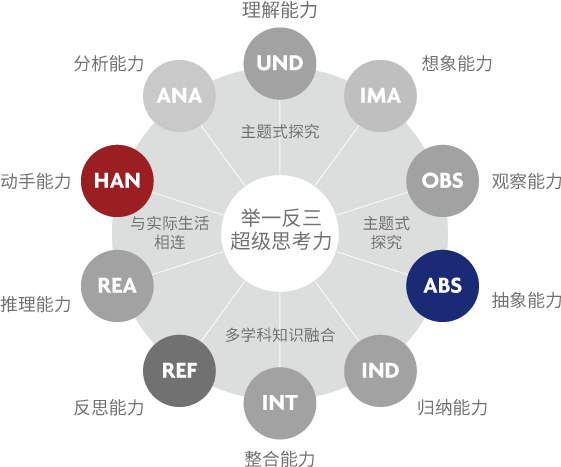 理解能力
UND
分析能力
ANA
IMA
想象能力
主题式探究
动手能力
HAN
OBS
观察能力
与实际生活
相连
举一反三
超级思考力
主题式
探究
推理能力
REA
ABS
抽象能力
多学科知识融合
REF
反思能力
IND
归纳能力
INT
整合能力